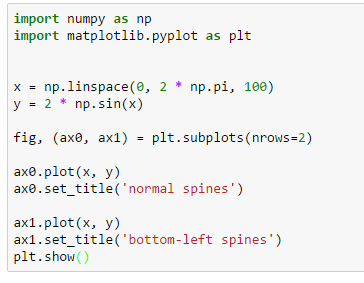 import numpy as np
import matplotlib.pyplot as plt
x = np.linspace(0, 2 * np.pi, 100)
y = 2 * np.sin(x)
fig, (ax0, ax1) = plt.subplots(nrows=2)
ax0.plot(x, y)
ax0.set_title('normal spines')
ax1.plot(x, y)
ax1.set_title('bottom-left spines')
plt.show()